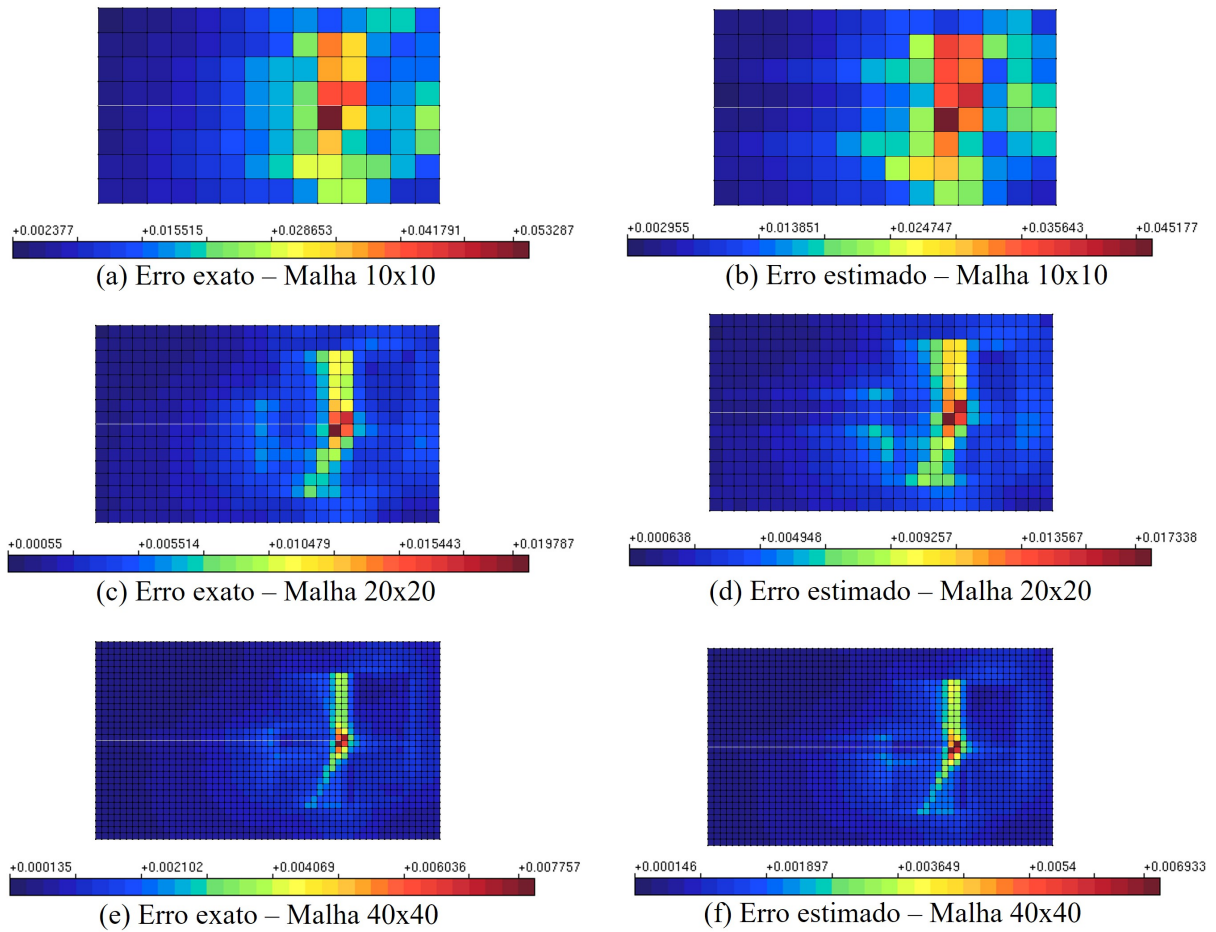 +0.002377 +0.015515 +0.028653 +0.041791 +0.053287
(a) Erro exato – Malha 10x10
+0.002955 +0.013851 +0.024747 +0.035643 +0.045177
(b) Erro estimado – Malha 10x10
+0.00055 +0.005514 +0.010479 +0.015443 +0.019787
(c) Erro exato – Malha 20x20
+0.000638 +0.004948 +0.009257 +0.013567 +0.017338
(d) Erro estimado – Malha 20x20
+0.000135 +0.002102 +0.004069 +0.006036 +0.007757
(e) Erro exato – Malha 40x40
+0.000146 +0.001897 +0.003649 +0.0054 +0.006933
(f) Erro estimado – Malha 40x40